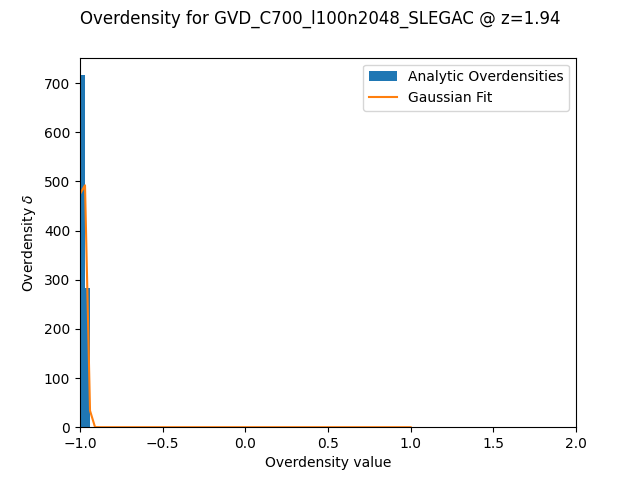 Overdensity for GVD_C700_l100n2048_SLEGAC @ z=1.94
Analytic Overdensities
Gaussian Fit
Overdensity δ
700
600
500
400
300
200
100
0
−1.0 −0.5 0.0 0.5 1.0 1.5 2.0
Overdensity value